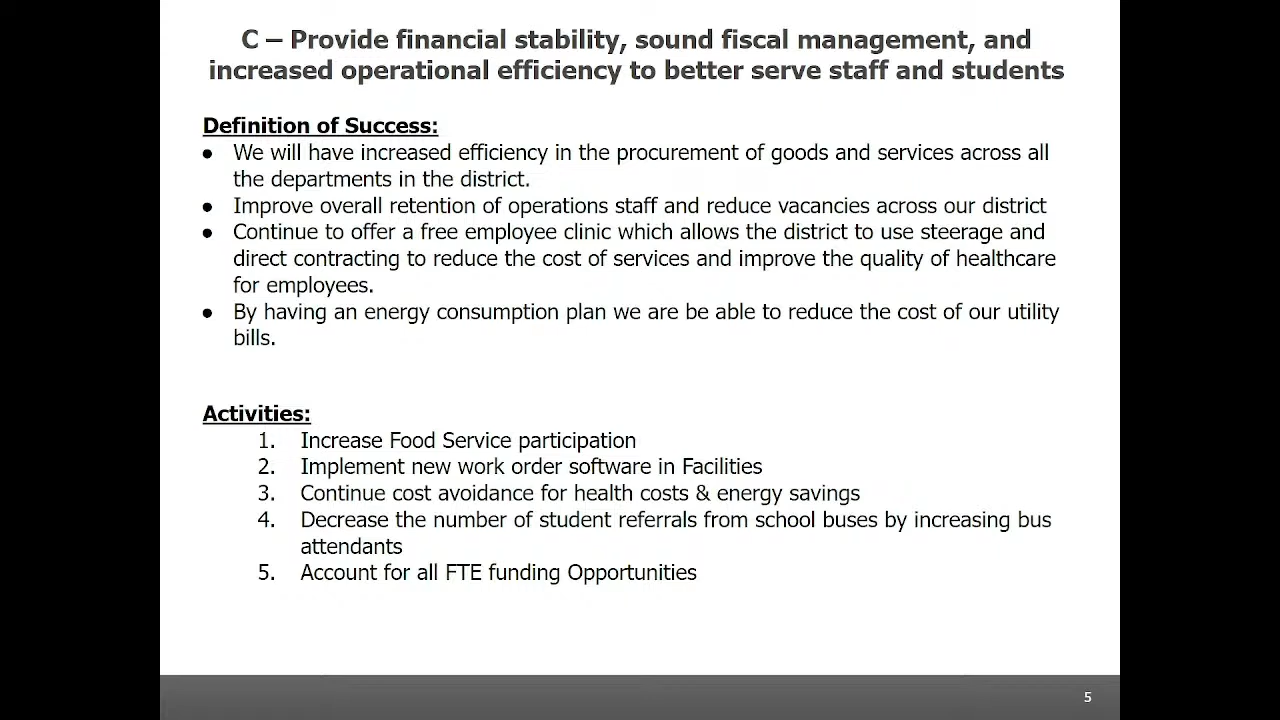 C – Provide financial stability, sound fiscal management, and
increased operational efficiency to better serve staff and students
Definition of Success:
● We will have increased efficiency in the procurement of goods and services across all
the departments in the district.
● Improve overall retention of operations staff and reduce vacancies across our district
● Continue to offer a free employee clinic which allows the district to use steerage and
direct contracting to reduce the cost of services and improve the quality of healthcare
for employees.
● By having an energy consumption plan we are be able to reduce the cost of our utility
bills.
Activities:
1. Increase Food Service participation
2. Implement new work order software in Facilities
3. Continue cost avoidance for health costs & energy savings
4. Decrease the number of student referrals from school buses by increasing bus
attendants
5. Account for all FTE funding Opportunities
5